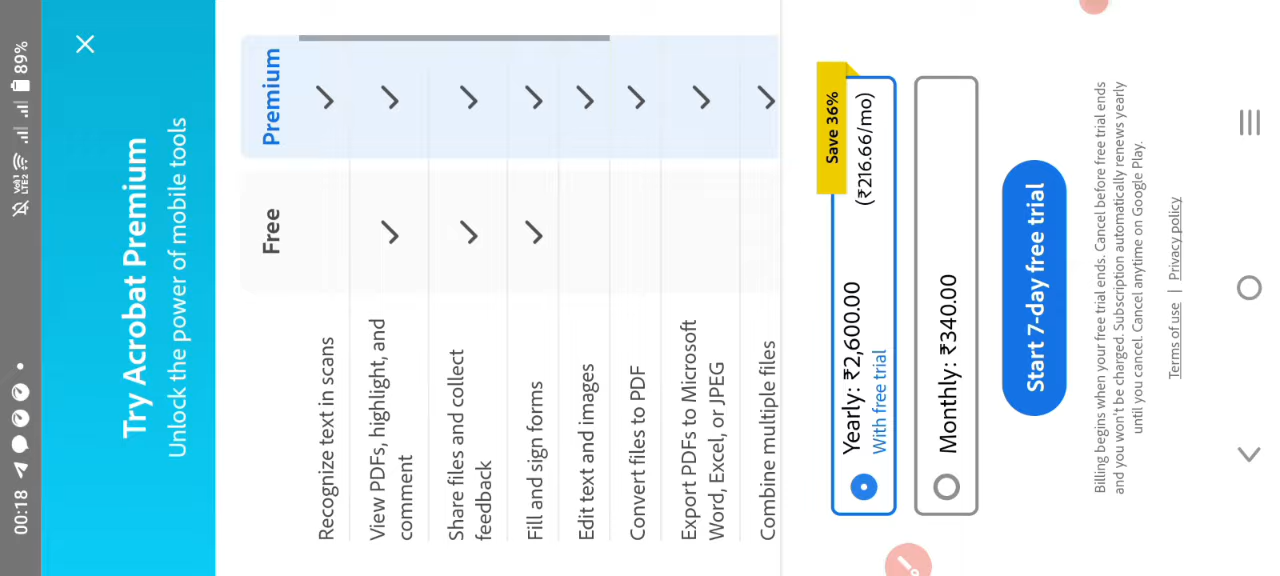 00:18
89%
Try Acrobat Premium
Unlock the power of mobile tools
Free Premium
Recognize text in scans
View PDFs, highlight, and
comment
Share files and collect
feedback
Fill and sign forms
Edit text and images
Convert files to PDF
Export PDFs to Microsoft
Word, Excel, or JPEG
Combine multiple files
Save 36%
Yearly: ₹2,600.00 (₹216.66/mo)
With free trial
Monthly: ₹340.00
Start 7-day free trial
Billing begins when your free trial ends. Cancel before free trial ends
and you won't be charged. Subscription automatically renews yearly
until you cancel. Cancel anytime on Google Play.
Terms of use | Privacy policy